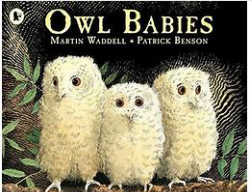 OWL BABIES
MARTIN WADDELL • PATRICK BENSON